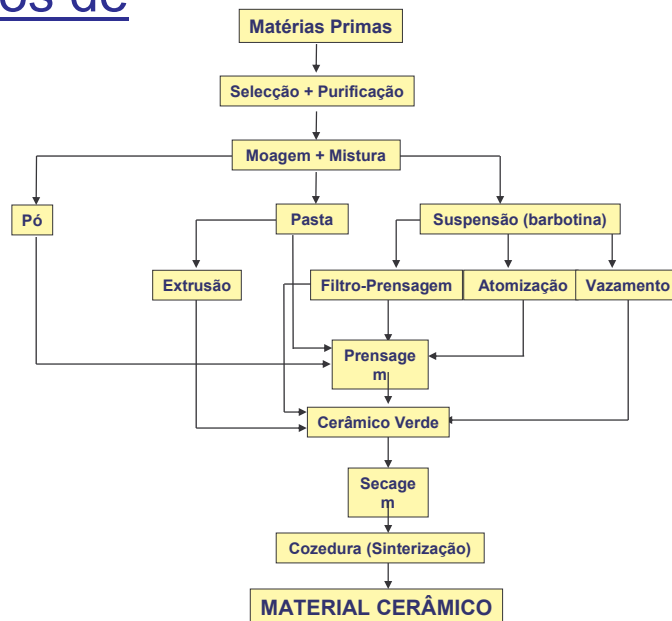 os de
Matérias Primas
Selecção + Purificação
Moagem + Mistura
Pó
Pasta
Suspensão (barbotina)
Extrusão
Filtro-Prensagem
Atomização
Vazamento
Prensage
m
Cerâmico Verde
Secage
m
Cozedura (Sinterização)
MATERIAL CERÂMICO